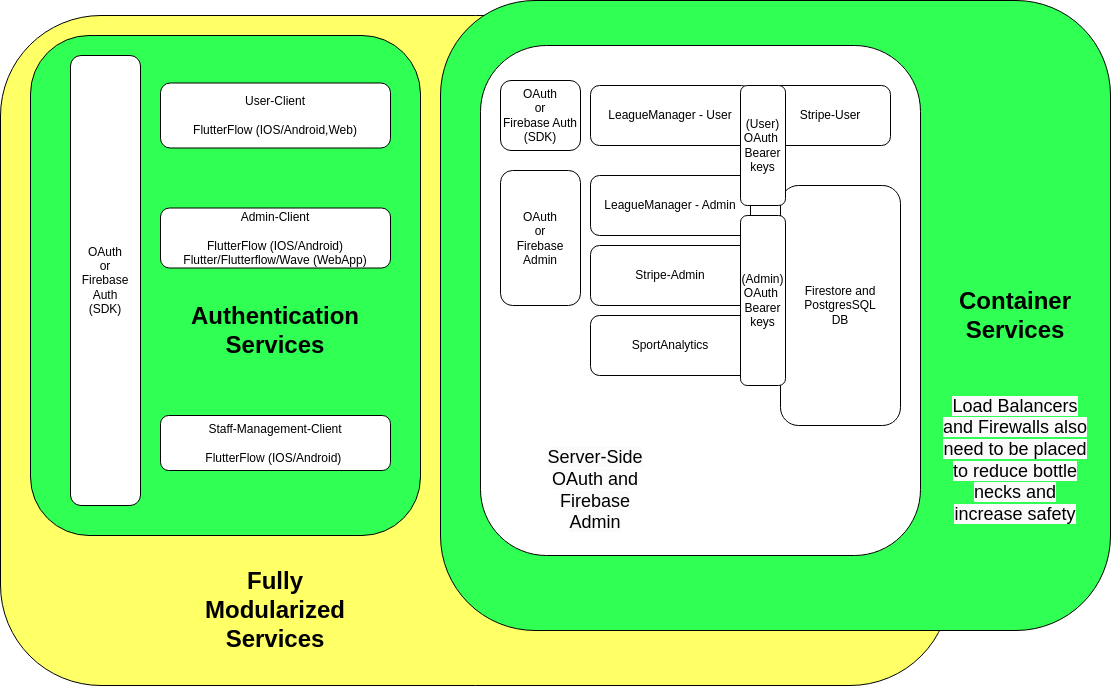 OAuth
or
Firebase
Auth
(SDK)
User-Client
FlutterFlow (IOS/Android,Web)
Admin-Client
FlutterFlow (IOS/Android)
Flutter/Flutterflow/Wave (WebApp)
Authentication
Services
Staff-Management-Client
FlutterFlow (IOS/Android)
Fully
Modularized
Services
OAuth
or
Firebase Auth
(SDK)
LeagueManager - User
(User)
OAuth
Bearer
keys
Stripe-User
OAuth
or
Firebase
Admin
LeagueManager - Admin
Stripe-Admin
SportAnalytics
(Admin)
OAuth
Bearer
keys
Firestore and
PostgresSQL
DB
Server-Side
OAuth and
Firebase
Admin
Container
Services
Load Balancers
and Firewalls also
need to be placed
to reduce bottle
necks and
increase safety